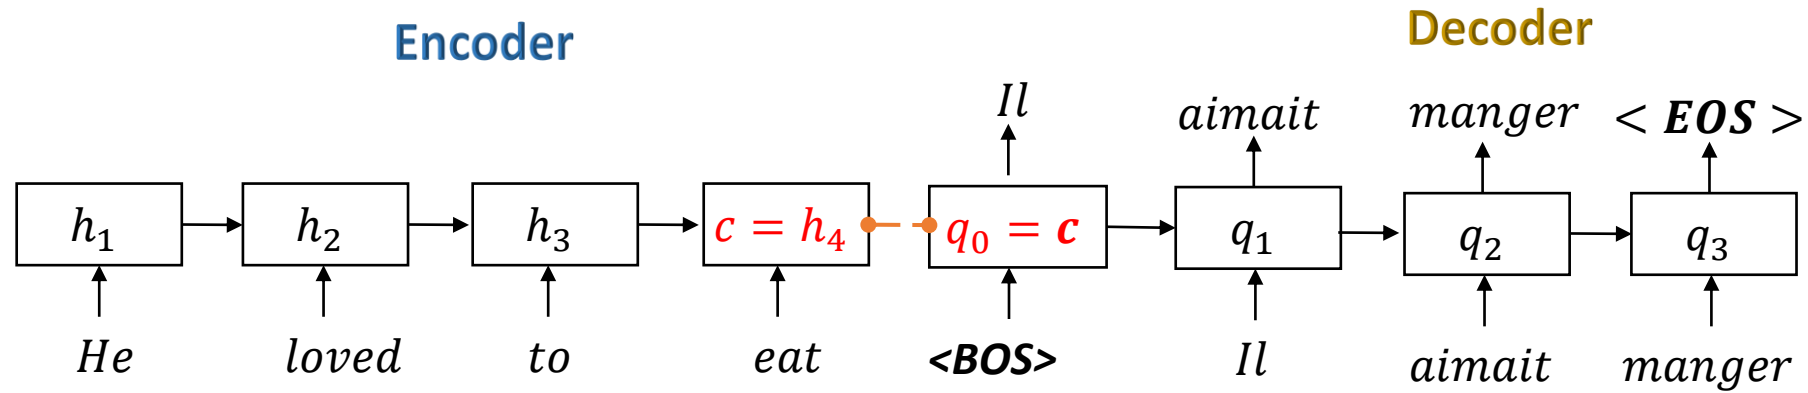 Encoder Decoder
Il aimait manger < EOS >
h₁ h₂ h₃ c = h₄ q₀ = c q₁ q₂ q₃
He loved to eat <BOS> Il aimait manger